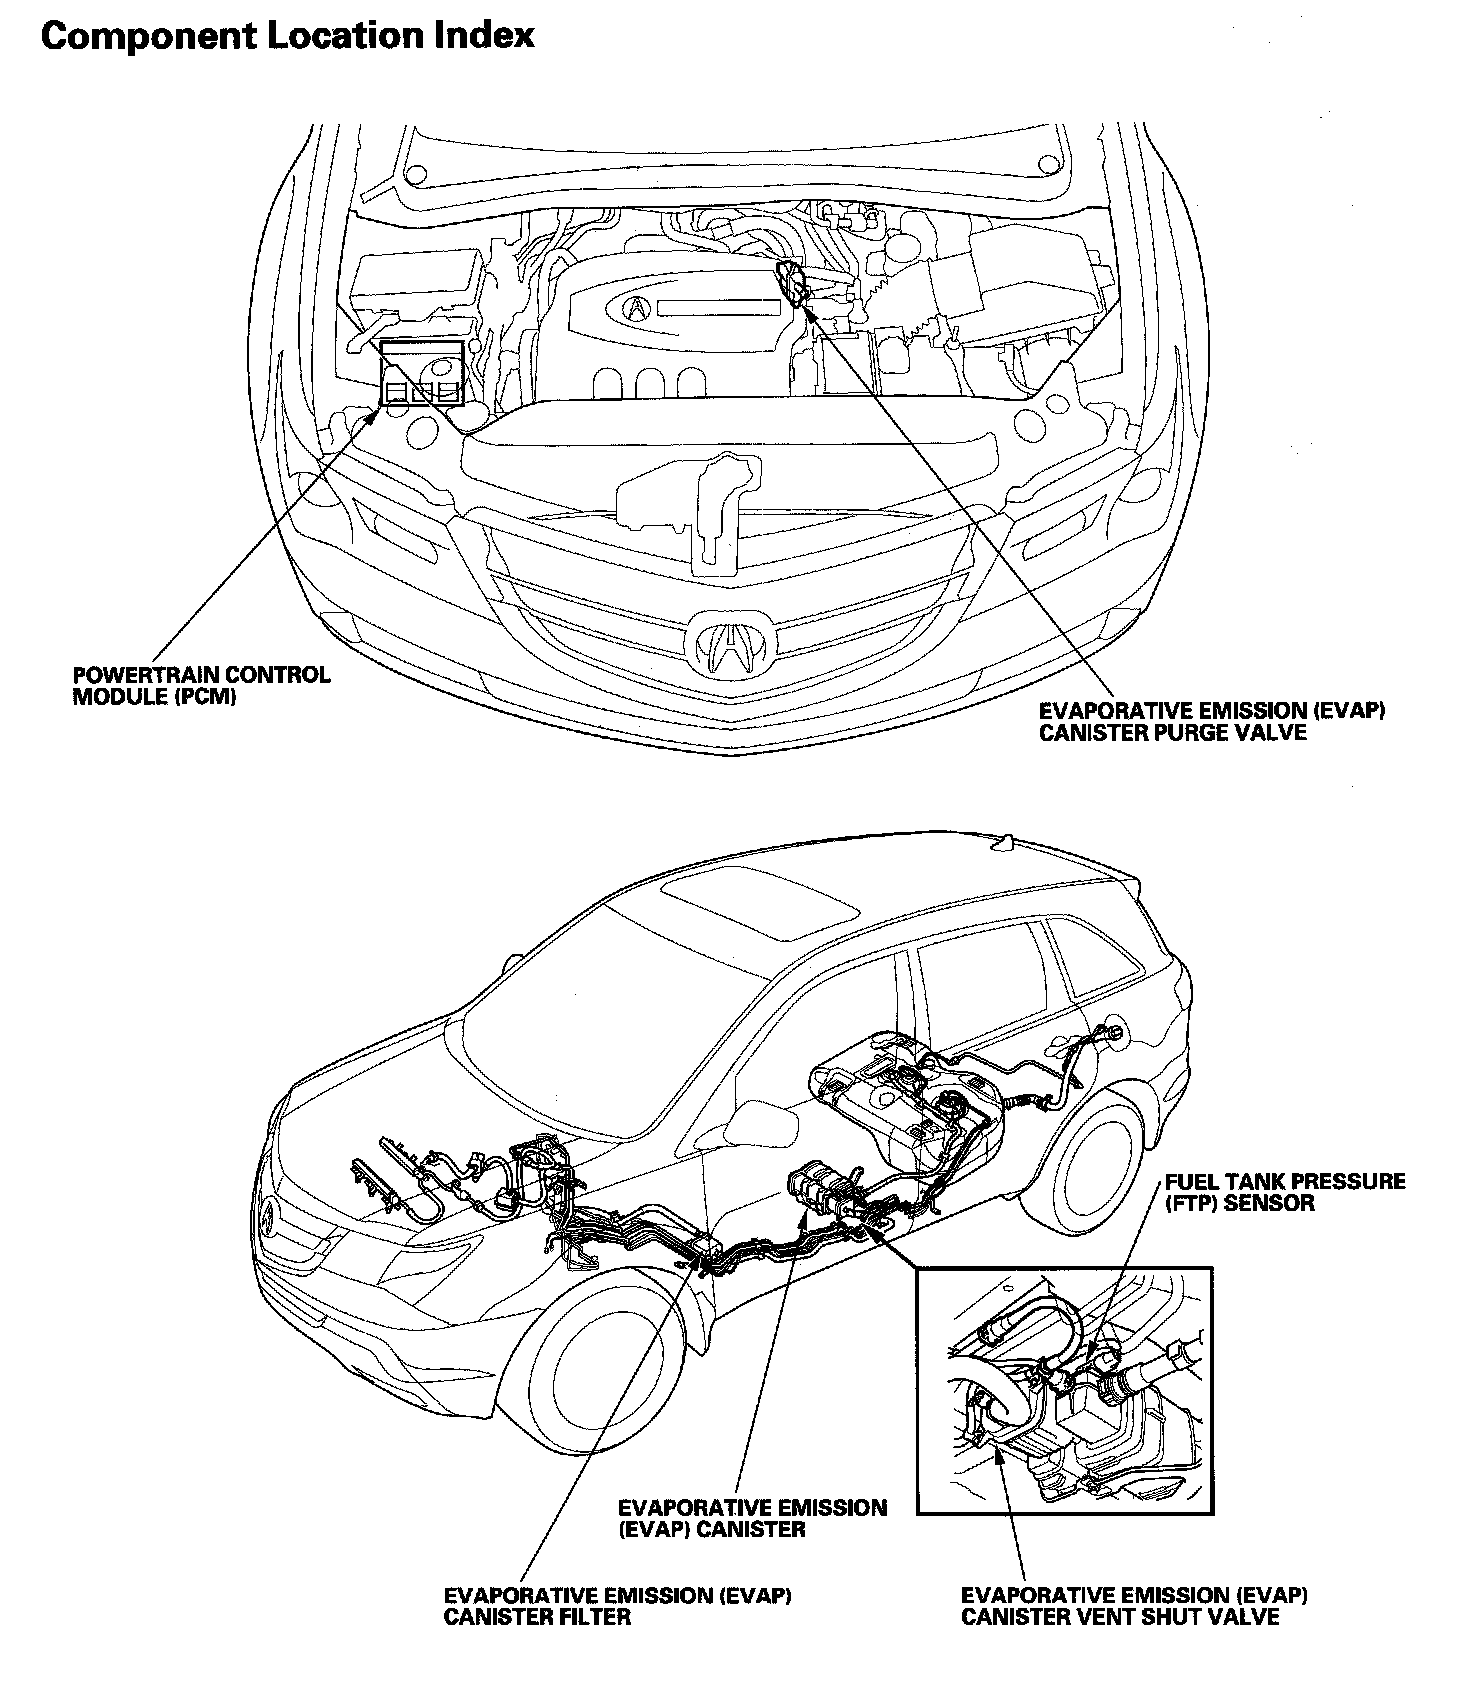 Component Location Index
POWERTRAIN CONTROL
MODULE (PCM)
EVAPORATIVE EMISSION (EVAP)
CANISTER PURGE VALVE
FUEL TANK PRESSURE
(FTP) SENSOR
EVAPORATIVE EMISSION
(EVAP) CANISTER
EVAPORATIVE EMISSION (EVAP)
CANISTER FILTER
EVAPORATIVE EMISSION (EVAP)
CANISTER VENT SHUT VALVE